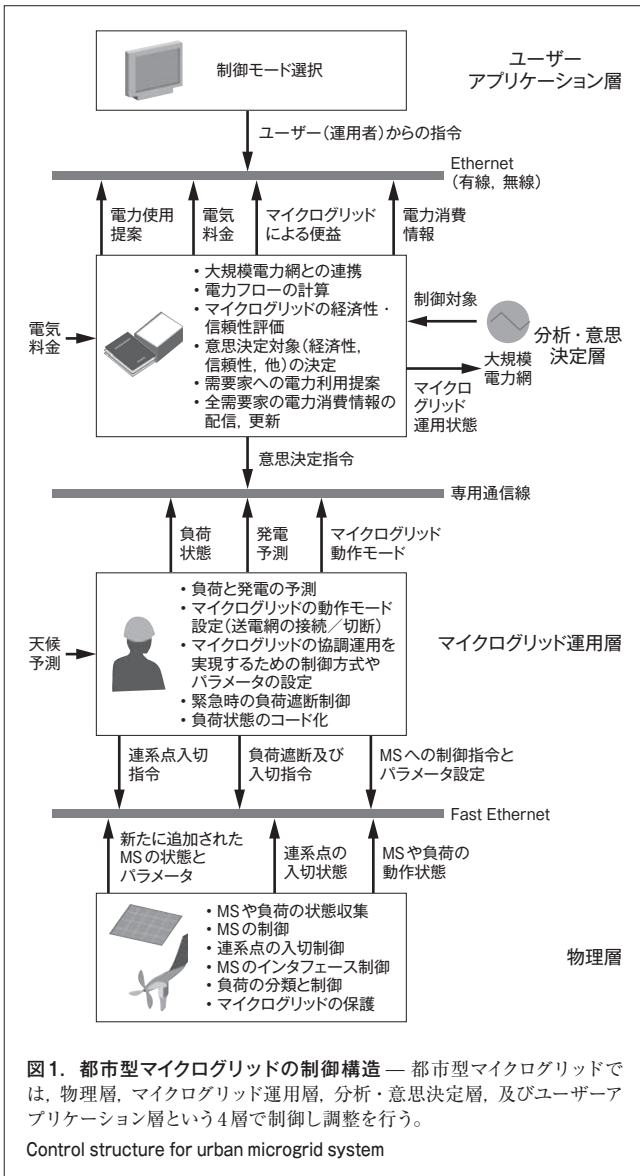 制御モード選択
ユーザー
アプリケーション層
ユーザー（運用者）からの指令
Ethernet
（有線，無線）
電力使用
提案
電気
料金
マイクログリッド
による便益
電力消費
情報
電気
料金
・大規模電力網との連携
・電力フローの計算
・マイクログリッドの経済性・
信頼性評価
・意思決定対象（経済性，
信頼性，他）の決定
・需要家への電力利用提案
・全需要家の電力消費情報の
配信，更新
制御対象
大規模
電力網
マイクロ
グリッド
運用状態
分析・意思
決定層
意思決定指令
専用通信線
負荷
状態
発電
予測
マイクログリッド
動作モード
天候
予測
・負荷と発電の予測
・マイクログリッドの動作モード
設定（送電網の接続／切断）
・マイクログリッドの協調運用を
実現するための制御方式や
パラメータの設定
・緊急時の負荷遮断制御
・負荷状態のコード化
マイクログリッド運用層
連系点入切
指令
負荷遮断及び
入切指令
MSへの制御指令と
パラメータ設定
Fast Ethernet
新たに追加された
MSの状態と
パラメータ
連系点の
入切状態
MSや負荷の
動作状態
・MSや負荷の状態収集
・MSの制御
・連系点の入切制御
・MSのインタフェース制御
・負荷の分類と制御
・マイクログリッドの保護
物理層
図1．都市型マイクログリッドの制御構造 ― 都市型マイクログリッドで
は，物理層，マイクログリッド運用層，分析・意思決定層，及びユーザーア
プリケーション層という4層で制御し調整を行う。
Control structure for urban microgrid system